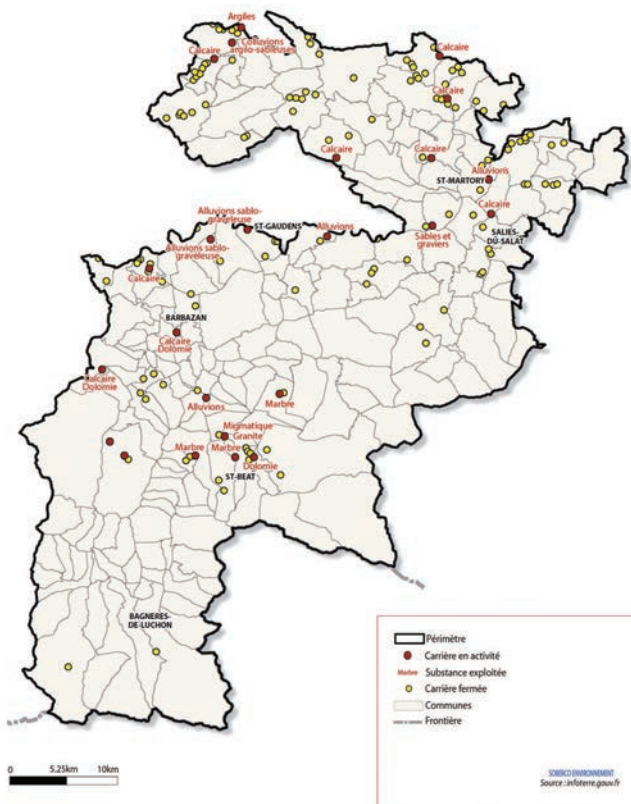 Argiles
Colluvions
argilo-sableuses
Calcaire
Calcaire
Calcaire
Calcaire
Calcaire
ST-MARTORY
Alluvions
Calcaire
Alluvions sablo-
graveleuse
ST-GAUDENS
Alluvions
Alluvions sablo-
graveleuse
Sables et
graviers
SALIES-
DU-SALAT
Calcaire
BARBAZAN
Calcaire
Dolomie
Calcaire
Dolomie
Alluvions
Marbre
Migmatique
Granite
Marbre
Marbre
Dolomie
ST-BEAT
BAGNERES-
DE-LUCHON
Périmètre
Carrière en activité
Marbre Substance exploitée
Carrière fermée
Communes
Frontière
0 5.25km 10km
SOBERCO ENVIRONNEMENT
Source : infoterre.gouv.fr